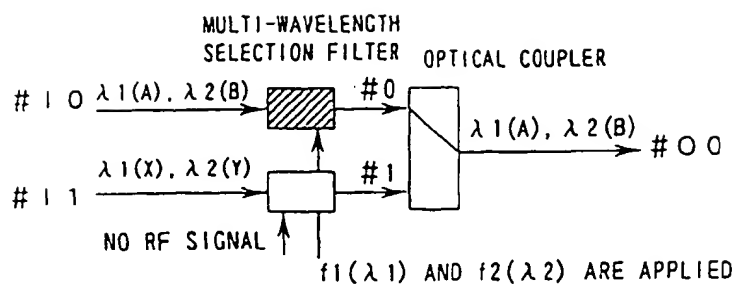 MULTI-WAVELENGTH
SELECTION FILTER
OPTICAL COUPLER
#10
λ1(A), λ2(B)
#0
λ1(A), λ2(B)
#00
λ1(X), λ2(Y)
#1
#11
NO RF SIGNAL
f1(λ1) AND f2(λ2) ARE APPLIED